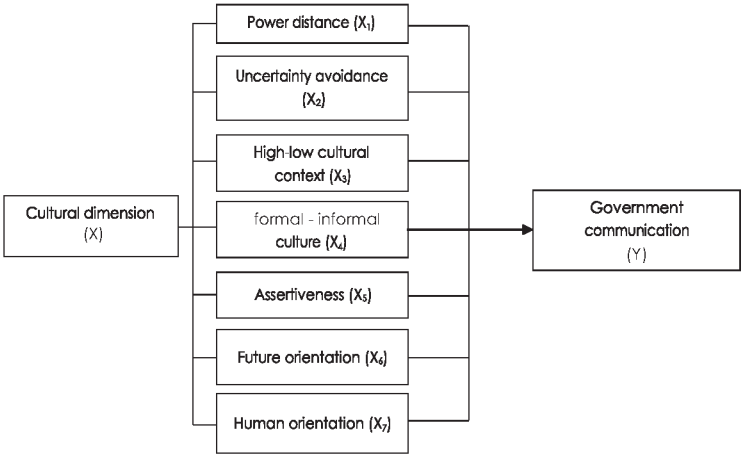 Power distance (X₁)
Uncertainty avoidance
(X₂)
High-low cultural
context (X₃)
Cultural dimension
(X)
formal - informal
culture (X₄)
Government
communication
(Y)
Assertiveness (X₅)
Future orientation (X₆)
Human orientation (X₇)